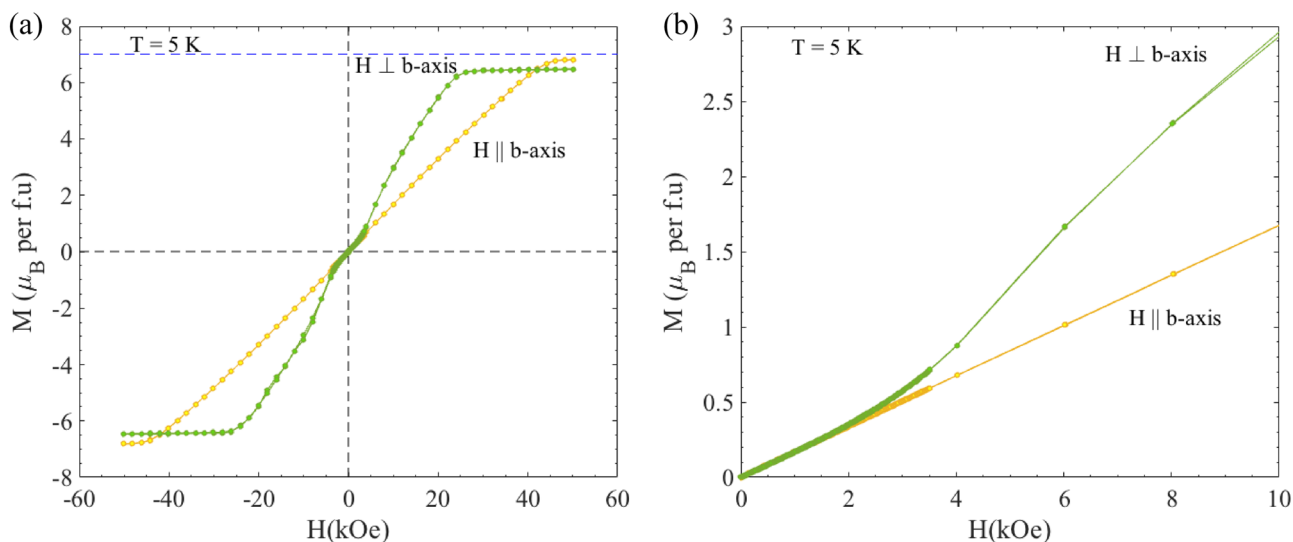 (a)
8
6
4
2
0
-2
-4
-6
-8
M (μB per f.u)
T = 5 K
H ⊥ b-axis
H || b-axis
-60
-40
-20
0
20
40
60
H(kOe)
(b)
3
2.5
2
1.5
1
0.5
0
M (μB per f.u)
T = 5 K
H ⊥ b-axis
H || b-axis
0
2
4
6
8
10
H(kOe)